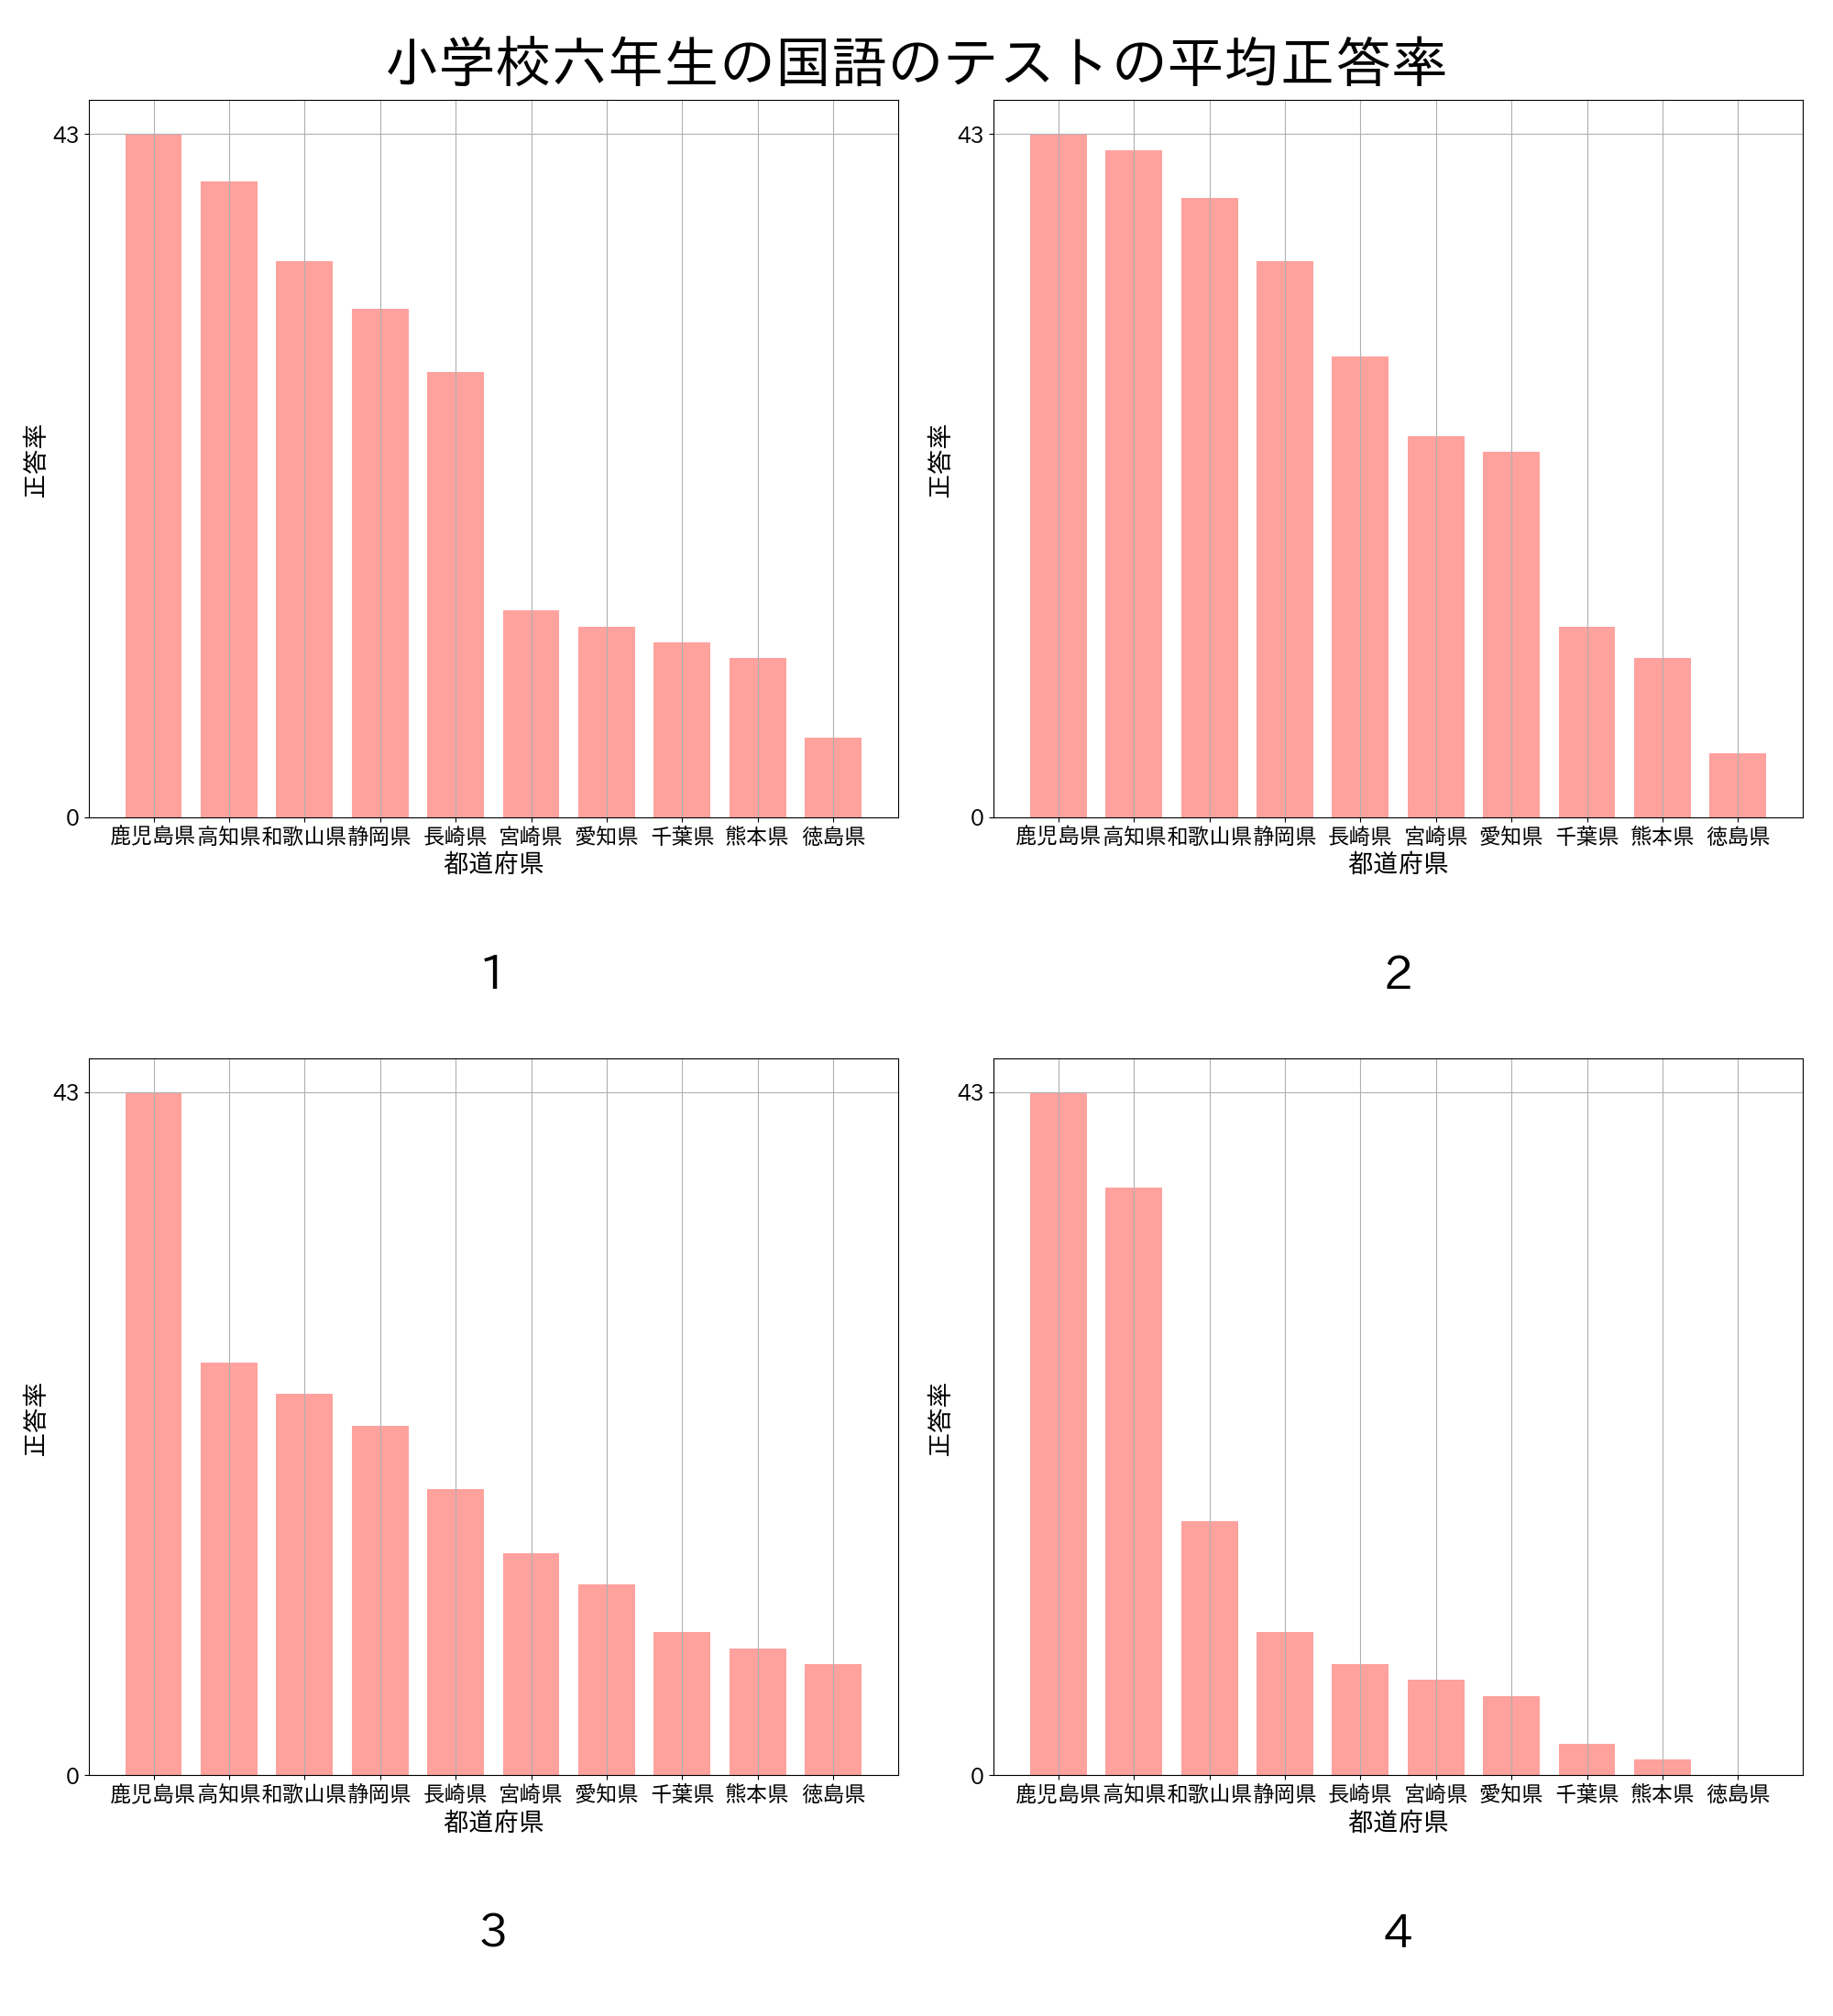 小学校六年生の国語のテストの平均正答率
43
0
正答率
鹿児島県 高知県 和歌山県 静岡県 長崎県 宮崎県 愛知県 千葉県 熊本県 徳島県
都道府県
1
43
0
正答率
鹿児島県 高知県 和歌山県 静岡県 長崎県 宮崎県 愛知県 千葉県 熊本県 徳島県
都道府県
2
43
0
正答率
鹿児島県 高知県 和歌山県 静岡県 長崎県 宮崎県 愛知県 千葉県 熊本県 徳島県
都道府県
3
43
0
正答率
鹿児島県 高知県 和歌山県 静岡県 長崎県 宮崎県 愛知県 千葉県 熊本県 徳島県
都道府県
4